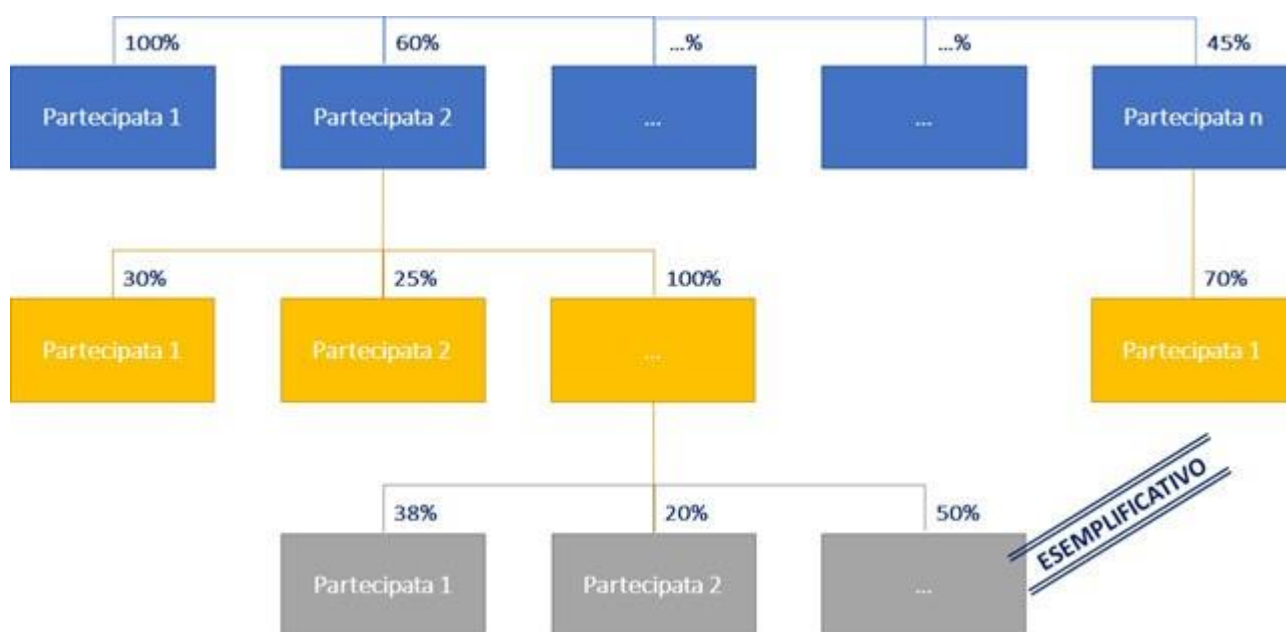 100%
60%
...%
...%
45%
Partecipata 1
Partecipata 2
...
...
Partecipata n
30%
25%
100%
70%
Partecipata 1
Partecipata 2
...
Partecipata 1
38%
20%
50%
Partecipata 1
Partecipata 2
...
ESEMPLIFICATIVO